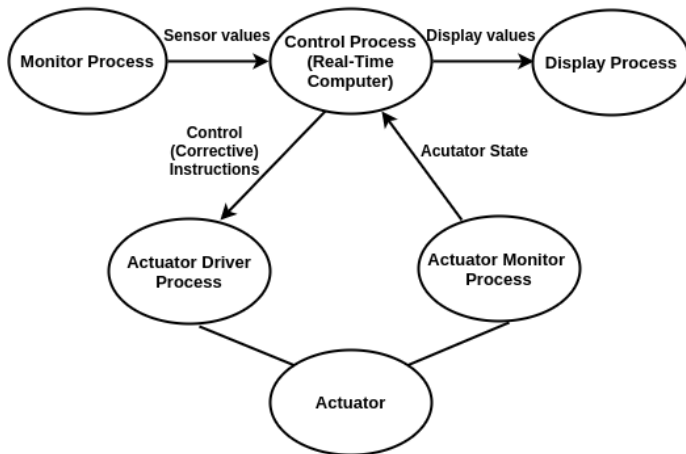 Sensor values
Monitor Process
Control Process
(Real-Time
Computer)
Display values
Display Process
Control
(Corrective)
Instructions
Acutator State
Actuator Driver
Process
Actuator Monitor
Process
Actuator